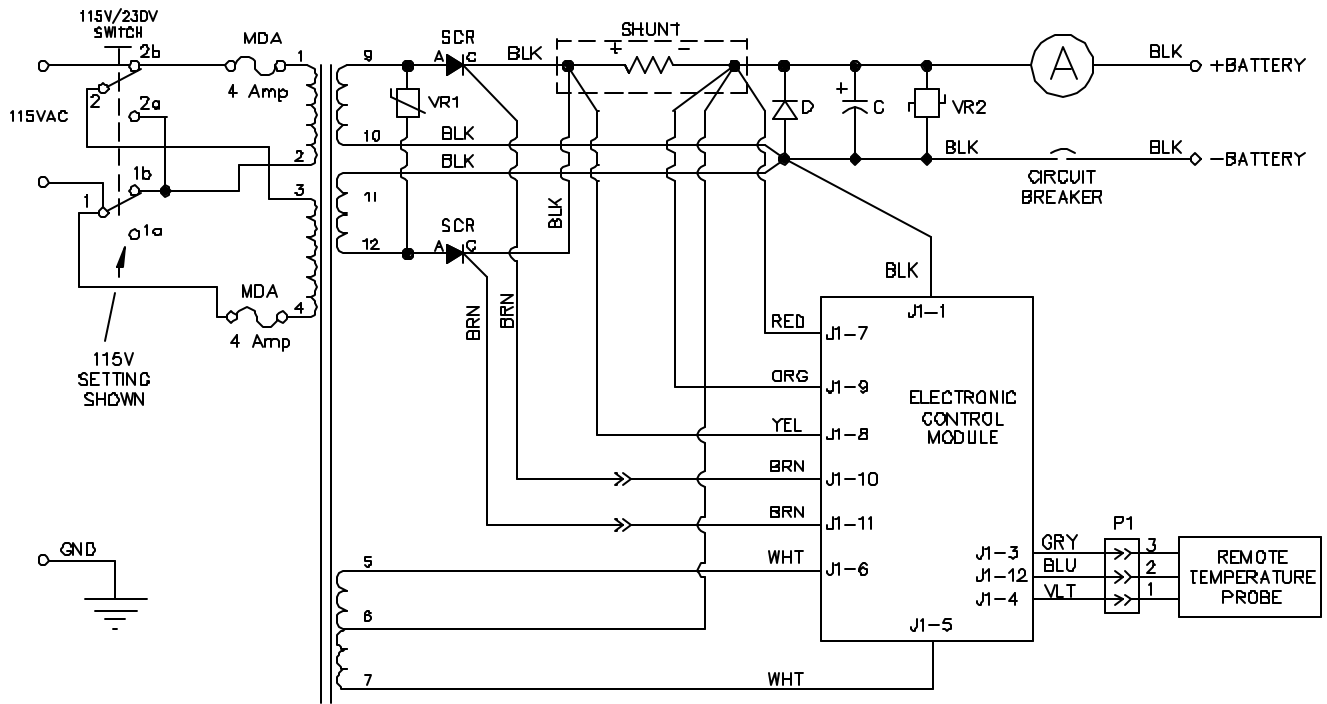 115V/230V
SWITCH
2b
MDA
1
4 Amp
2
115VAC
2a
2
1b
3
1
1a
MDA
4
4 Amp
115V
SETTING
SHOWN
GND
9
SCR
A C
BLK
SHUNT
+ −
VR1
10
BLK
BLK
11
12
SCR
A C
BLK
BRN
BRN
D
+
C
VR2
A
BLK
+BATTERY
BLK
BLK
−BATTERY
CIRCUIT
BREAKER
BLK
J1−1
RED
J1−7
ORG
J1−9
ELECTRONIC
CONTROL
MODULE
YEL
J1−8
BRN
J1−10
BRN
J1−11
5
WHT
J1−6
6
7
WHT
J1−5
J1−3
GRY
J1−12
BLU
J1−4
VLT
P1
3
2
1
REMOTE
TEMPERATURE
PROBE